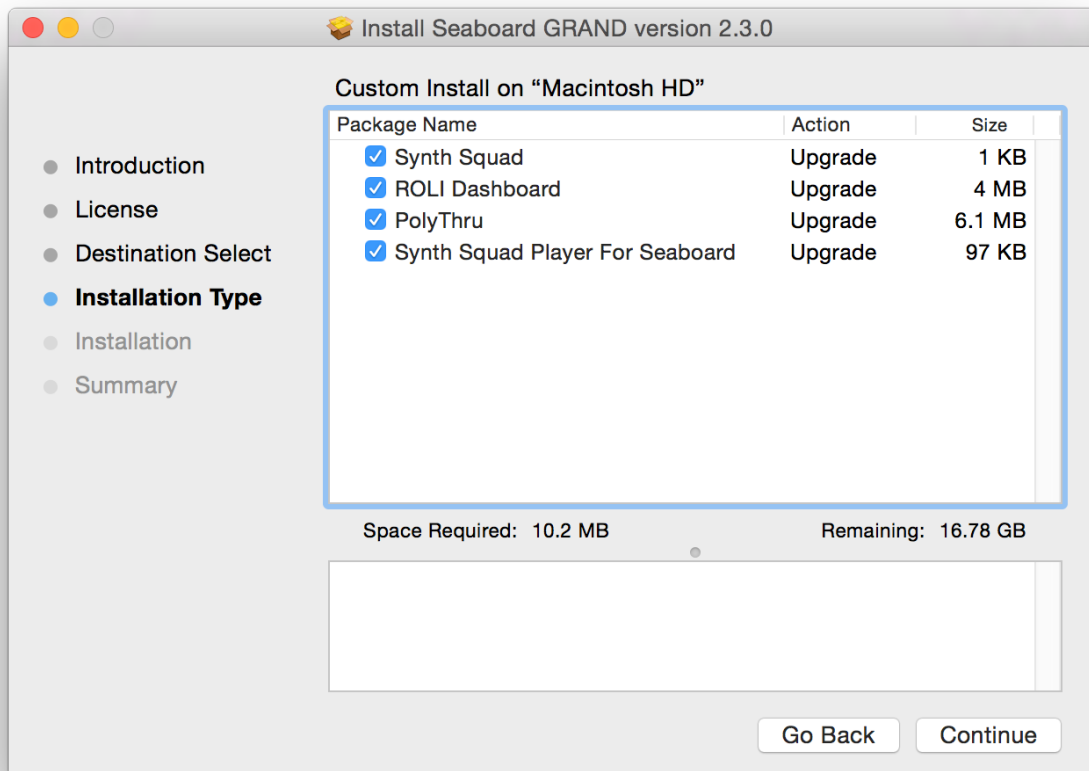 Install Seaboard GRAND version 2.3.0
Custom Install on “Macintosh HD”
Package Name Action Size
Synth Squad Upgrade 1 KB
ROLI Dashboard Upgrade 4 MB
PolyThru Upgrade 6.1 MB
Synth Squad Player For Seaboard Upgrade 97 KB
Introduction
License
Destination Select
Installation Type
Installation
Summary
Space Required: 10.2 MB Remaining: 16.78 GB
Go Back Continue